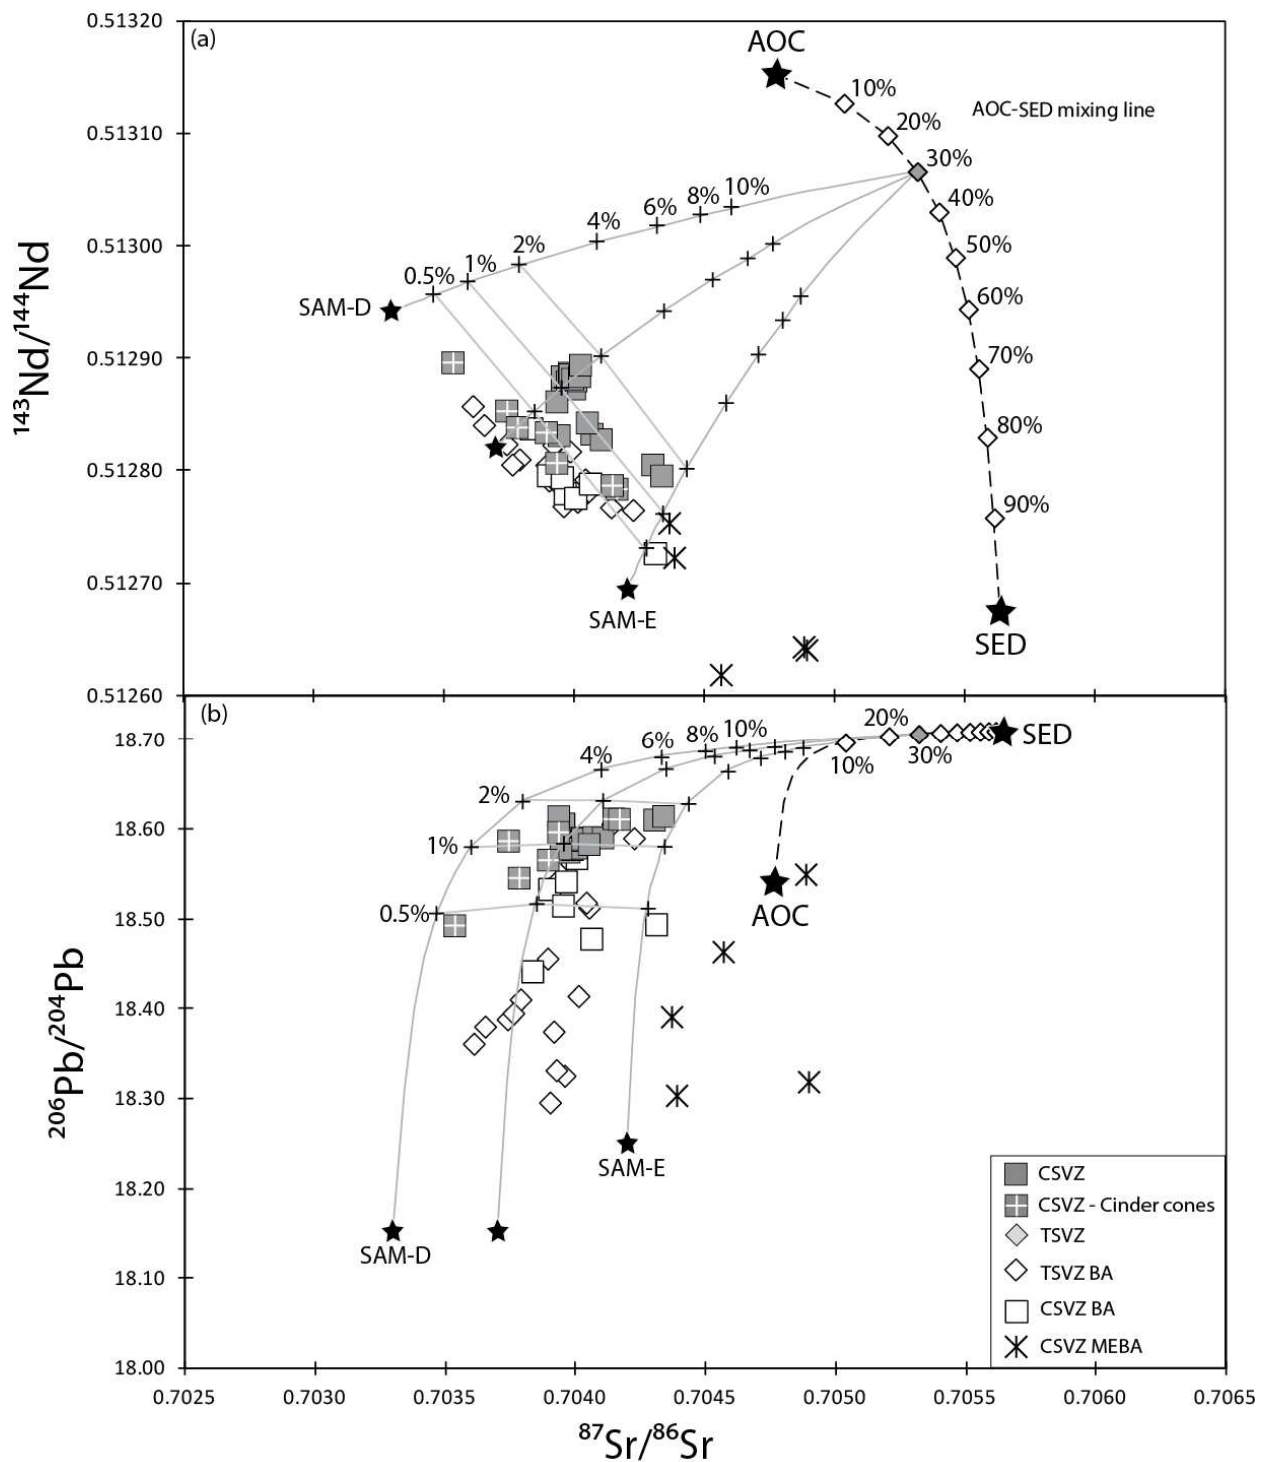 (a)
0.51320
0.51310
0.51300
0.51290
0.51280
0.51270
0.51260
¹⁴³Nd/¹⁴⁴Nd
AOC
10%
20%
30%
40%
50%
60%
70%
80%
90%
SED
AOC-SED mixing line
SAM-D
0.5%
1%
2%
4%
6%
8%
10%
SAM-E
(b)
18.70
18.60
18.50
18.40
18.30
18.20
18.10
18.00
²⁰⁶Pb/²⁰⁴Pb
0.5%
1%
2%
4%
6%
8%
10%
20%
SED
10%
30%
AOC
SAM-E
SAM-D
CSVZ
CSVZ - Cinder cones
TSVZ
TSVZ BA
CSVZ BA
CSVZ MEBA
0.7025
0.7030
0.7035
0.7040
0.7045
0.7050
0.7055
0.7060
0.7065
⁸⁷Sr/⁸⁶Sr